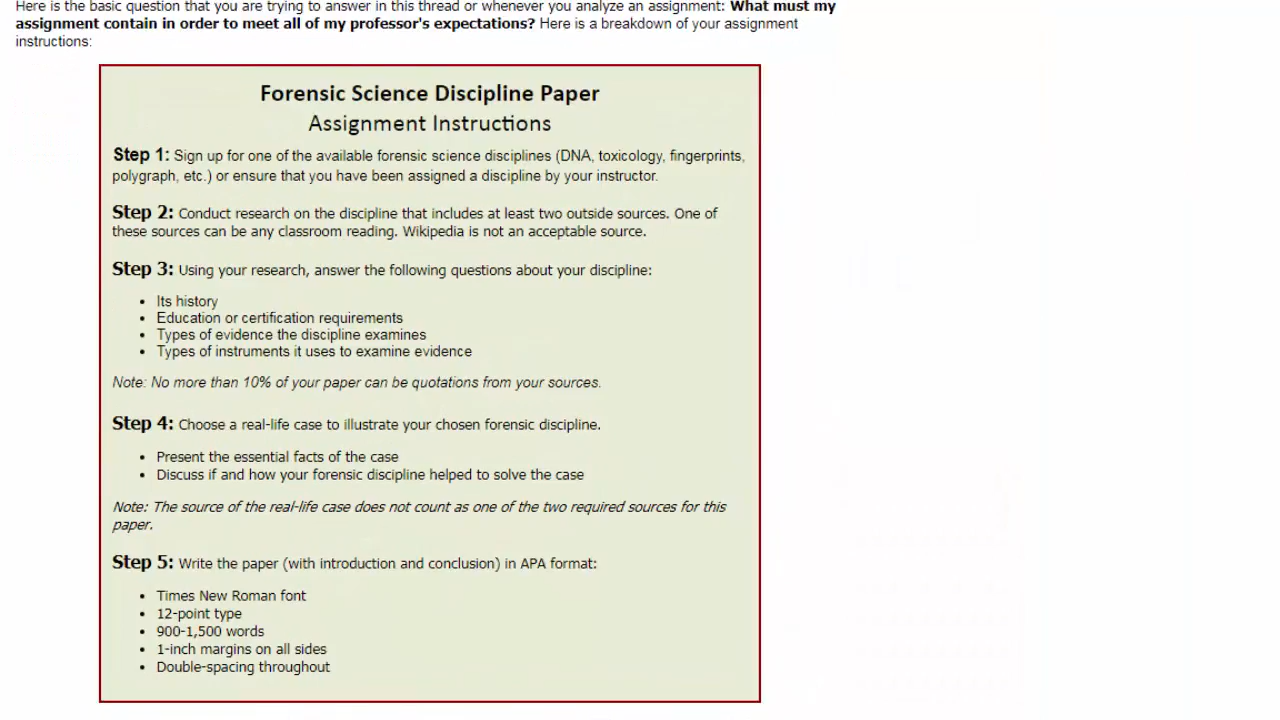 Here is the basic question that you are trying to answer in this thread or whenever you analyze an assignment: What must my
assignment contain in order to meet all of my professor's expectations? Here is a breakdown of your assignment
instructions:
Forensic Science Discipline Paper
Assignment Instructions
Step 1: Sign up for one of the available forensic science disciplines (DNA, toxicology, fingerprints,
polygraph, etc.) or ensure that you have been assigned a discipline by your instructor.
Step 2: Conduct research on the discipline that includes at least two outside sources. One of
these sources can be any classroom reading. Wikipedia is not an acceptable source.
Step 3: Using your research, answer the following questions about your discipline:
• Its history
• Education or certification requirements
• Types of evidence the discipline examines
• Types of instruments it uses to examine evidence
Note: No more than 10% of your paper can be quotations from your sources.
Step 4: Choose a real-life case to illustrate your chosen forensic discipline.
• Present the essential facts of the case
• Discuss if and how your forensic discipline helped to solve the case
Note: The source of the real-life case does not count as one of the two required sources for this
paper.
Step 5: Write the paper (with introduction and conclusion) in APA format:
• Times New Roman font
• 12-point type
• 900-1,500 words
• 1-inch margins on all sides
• Double-spacing throughout